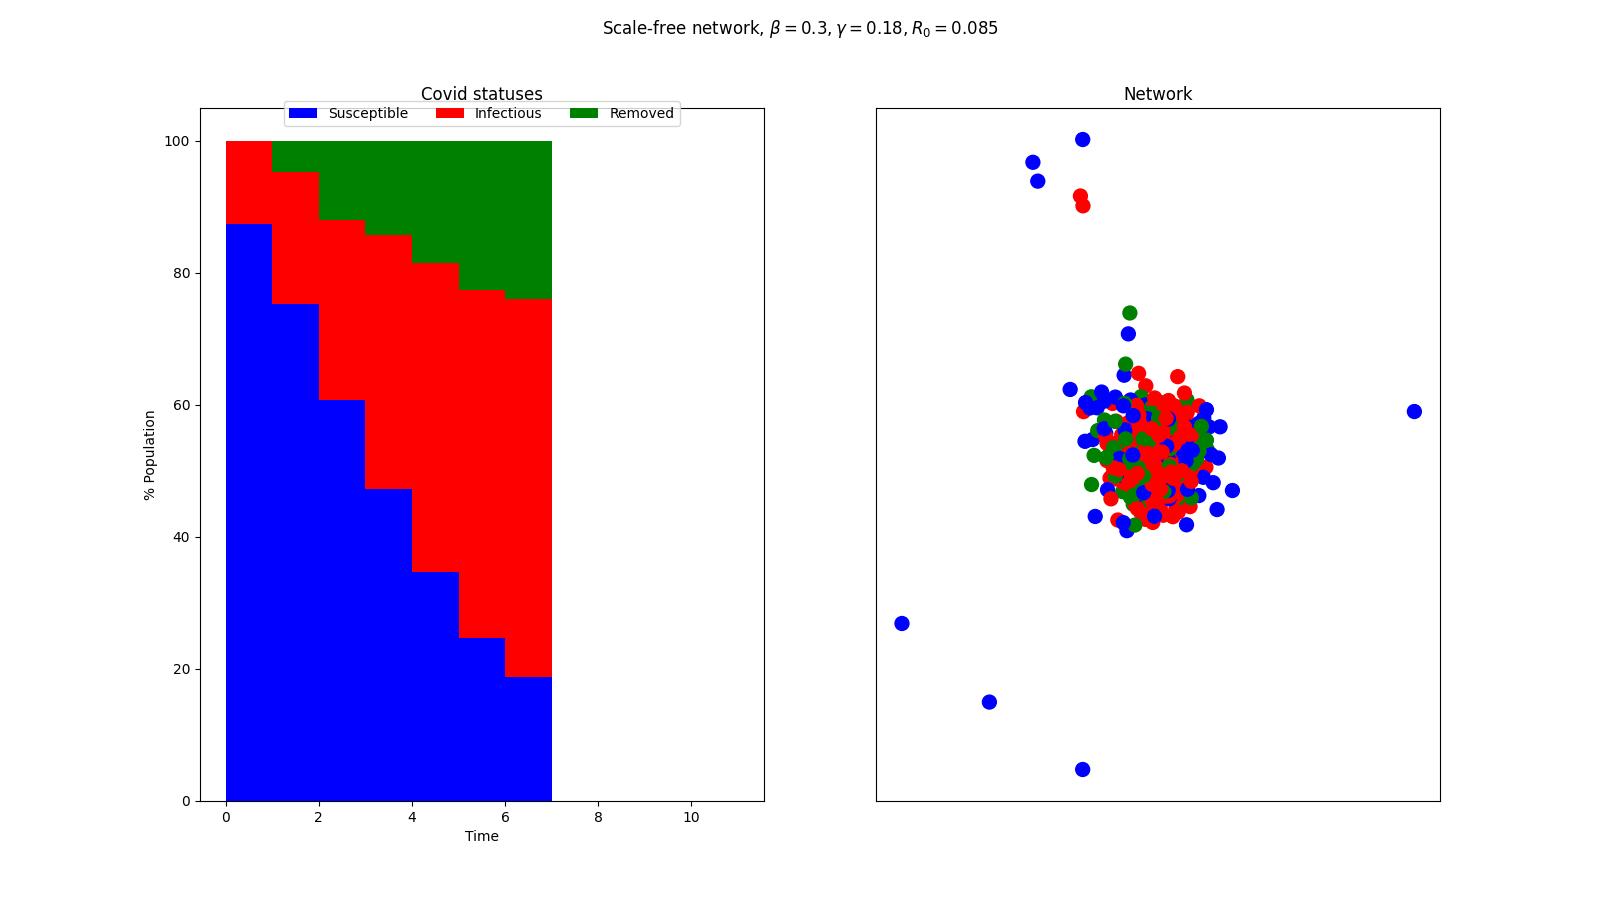 Scale-free network, β = 0.3, γ = 0.18, R₀ = 0.085
Covid statuses
Susceptible Infectious Removed
100
80
60
40
20
0
% Population
0 2 4 6 8 10
Time
Network